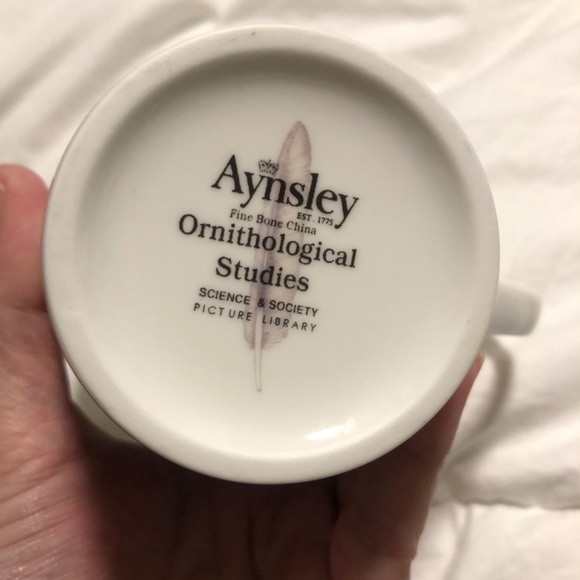 Aynsley
EST. 1775
Fine Bone China
Ornithological
Studies
SCIENCE & SOCIETY
PICTURE LIBRARY